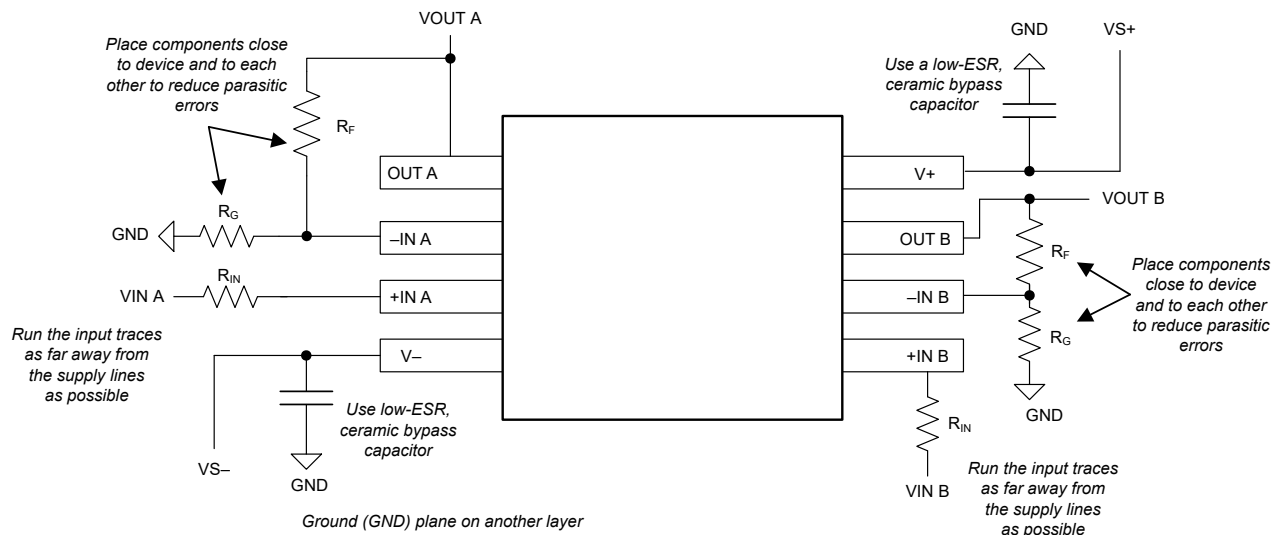 VOUT A
Place components close
to device and to each
other to reduce parasitic
errors
RF
OUT A
RG
GND
–IN A
RIN
VIN A
+IN A
Run the input traces
as far away from
the supply lines
as possible
V–
Use low-ESR,
ceramic bypass
capacitor
VS–
GND
Ground (GND) plane on another layer
GND
VS+
Use a low-ESR,
ceramic bypass
capacitor
V+
VOUT B
OUT B
RF
Place components
close to device
and to each other
to reduce parasitic
errors
–IN B
RG
+IN B
GND
RIN
VIN B
Run the input traces
as far away from
the supply lines
as possible